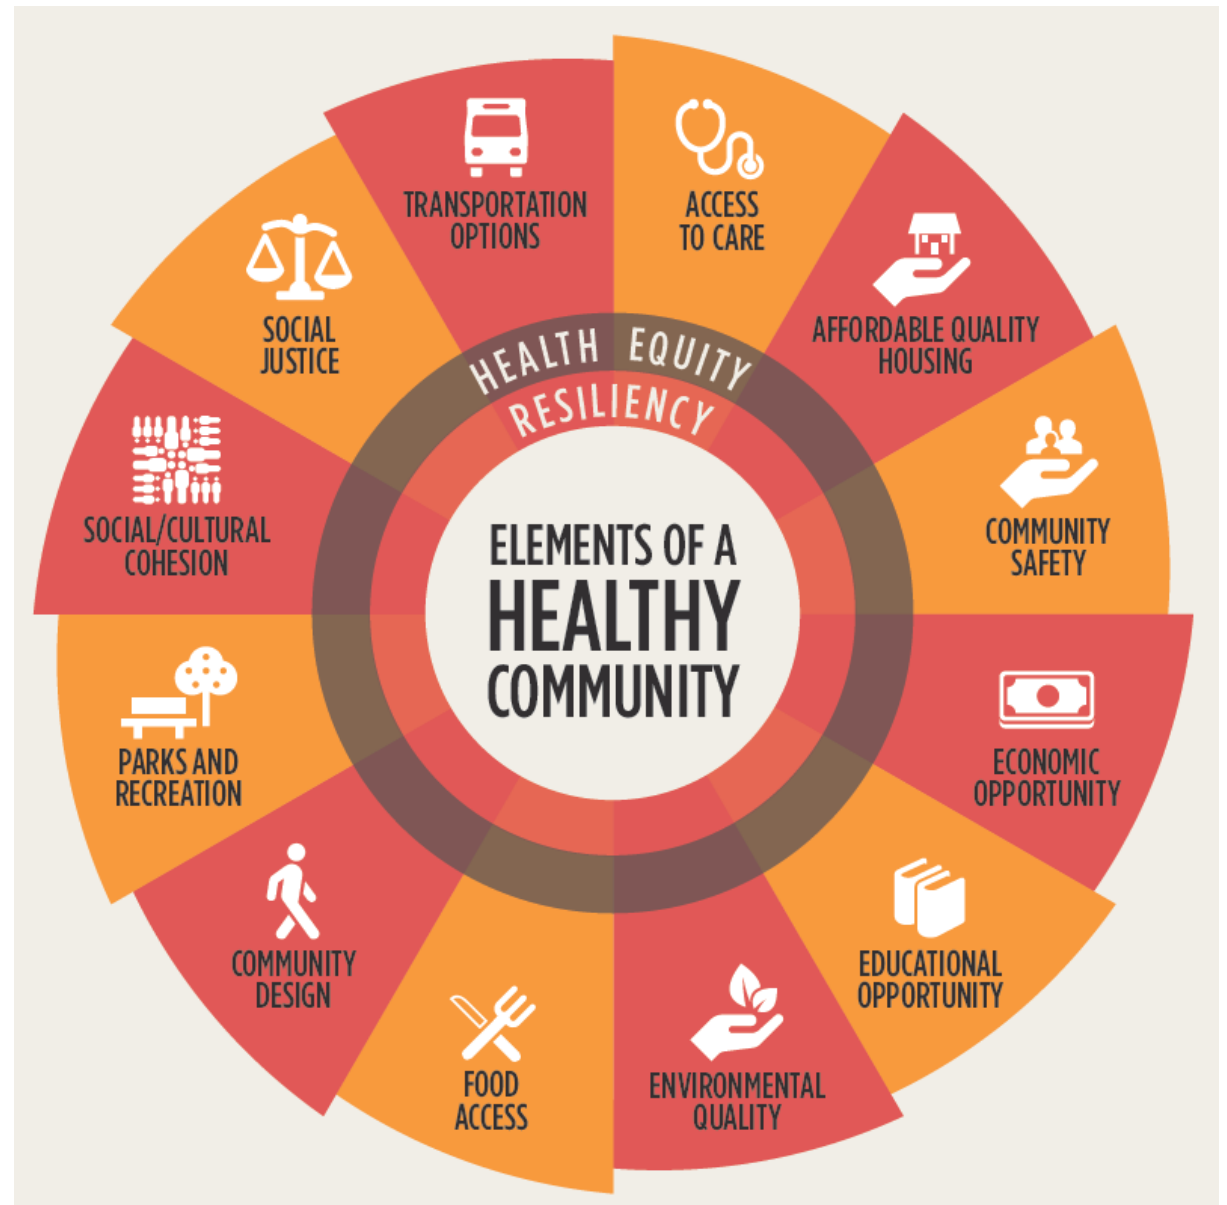 TRANSPORTATION
OPTIONS
ACCESS
TO CARE
AFFORDABLE QUALITY
HOUSING
COMMUNITY
SAFETY
ECONOMIC
OPPORTUNITY
EDUCATIONAL
OPPORTUNITY
ENVIRONMENTAL
QUALITY
FOOD
ACCESS
COMMUNITY
DESIGN
PARKS AND
RECREATION
SOCIAL/CULTURAL
COHESION
SOCIAL
JUSTICE
HEALTH EQUITY
RESILIENCY
ELEMENTS OF A
HEALTHY
COMMUNITY